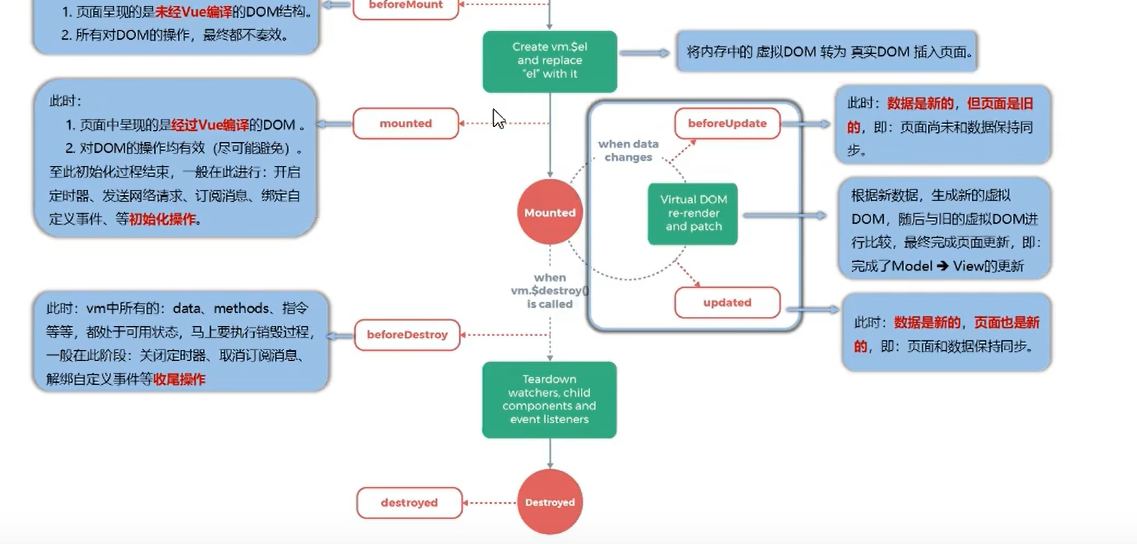 1. 页面呈现的是未经Vue编译的DOM结构。
2. 所有对DOM的操作，最终都不奏效。
beforeMount
Create vm.$el
and replace
"el" with it
将内存中的 虚拟DOM 转为 真实DOM 插入页面。
此时：
1. 页面中呈现的是经过Vue编译的DOM 。
2. 对DOM的操作均有效（尽可能避免）。
至此初始化过程结束，一般在此进行：开启
定时器、发送网络请求、订阅消息、绑定自
定义事件、等初始化操作。
mounted
Mounted
when data
changes
beforeUpdate
此时：数据是新的，但页面是旧
的，即：页面尚未和数据保持同
步。
Virtual DOM
re-render
and patch
根据新数据，生成新的虚拟
DOM，随后与旧的虚拟DOM进
行比较，最终完成页面更新，即：
完成了Model ➔ View的更新
updated
此时：数据是新的，页面也是新
的，即：页面和数据保持同步。
when
vm.$destroy()
is called
此时：vm中所有的：data、methods、指令
等等，都处于可用状态，马上要执行销毁过程，
一般在此阶段：关闭定时器、取消订阅消息、
解绑自定义事件等收尾操作
beforeDestroy
Teardown
watchers, child
components and
event listeners
destroyed
Destroyed